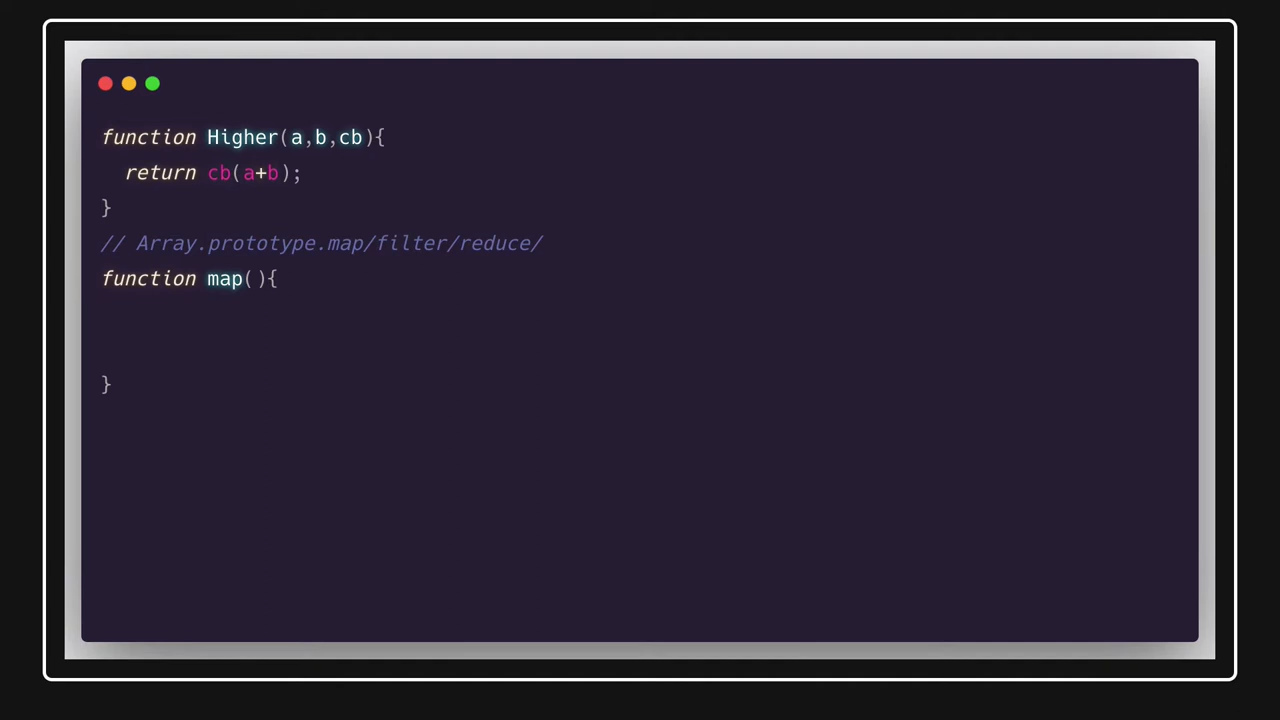 function Higher(a,b,cb){
  return cb(a+b);
}
// Array.prototype.map/filter/reduce/
function map(){
}